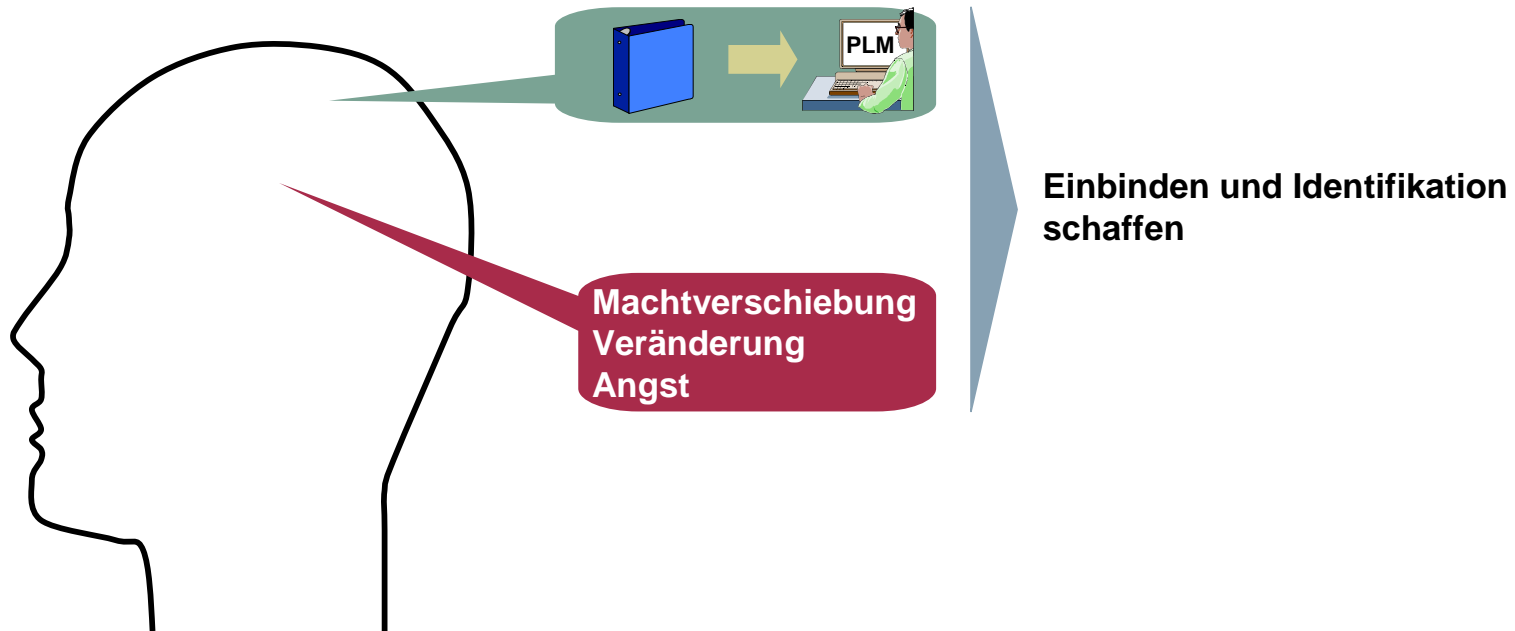 PLM
Einbinden und Identifikation
schaffen
Machtverschiebung
Veränderung
Angst